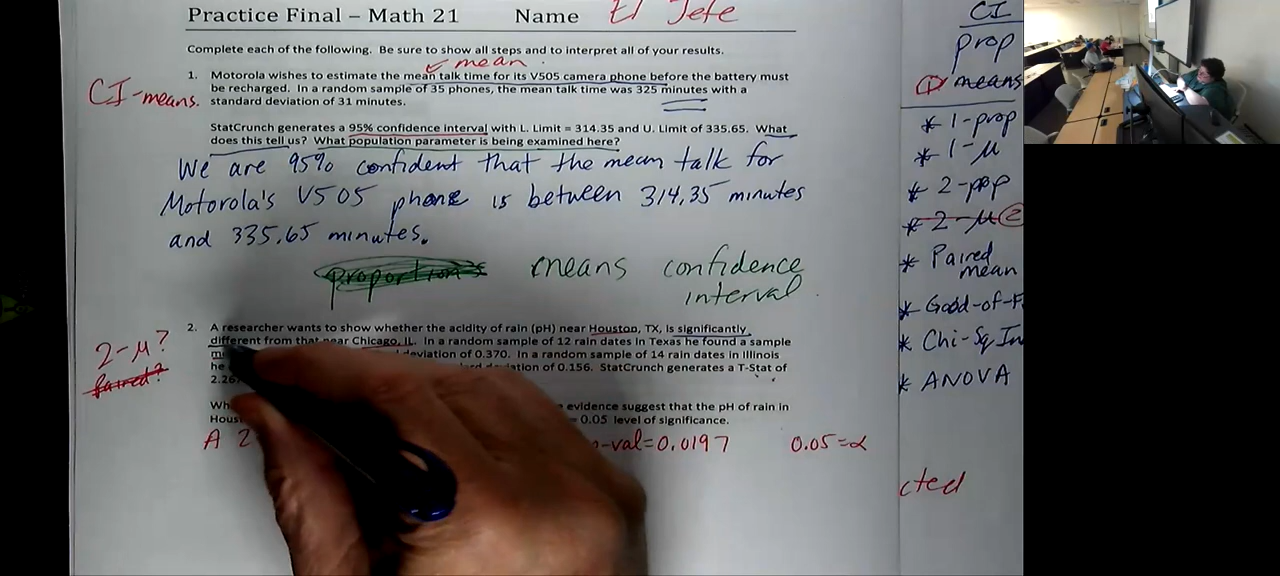 Practice Final – Math 21 Name El Jefe
Complete each of the following. Be sure to show all steps and to interpret all of your results.
mean
CI-means.
1. Motorola wishes to estimate the mean talk time for its V505 camera phone before the battery must
be recharged. In a random sample of 35 phones, the mean talk time was 325 minutes with a
standard deviation of 31 minutes.
StatCrunch generates a 95% confidence interval with L. Limit = 314.35 and U. Limit of 335.65. What
does this tell us? What population parameter is being examined here?
We are 95% confident that the mean talk for
Motorola's V505 phone is between 314.35 minutes
and 335.65 minutes.
proportions means confidence
interval
2-μ?
paired?
2. A researcher wants to show whether the acidity of rain (pH) near Houston, TX, is significantly
different from that near Chicago, IL. In a random sample of 12 rain dates in Texas he found a sample
deviation of 0.370. In a random sample of 14 rain dates in Illinois
he of 0.156. StatCrunch generates a T-Stat of
evidence suggest that the pH of rain in
= 0.05 level of significance.
A 2 p-val=0.0197 0.05=α
CI
prop
① means
* 1-prop
* 1-μ
* 2-pop
* 2-μ ②
* Paired
mean
* Good-of-F
* Chi-Sq In
* ANOVA
cted